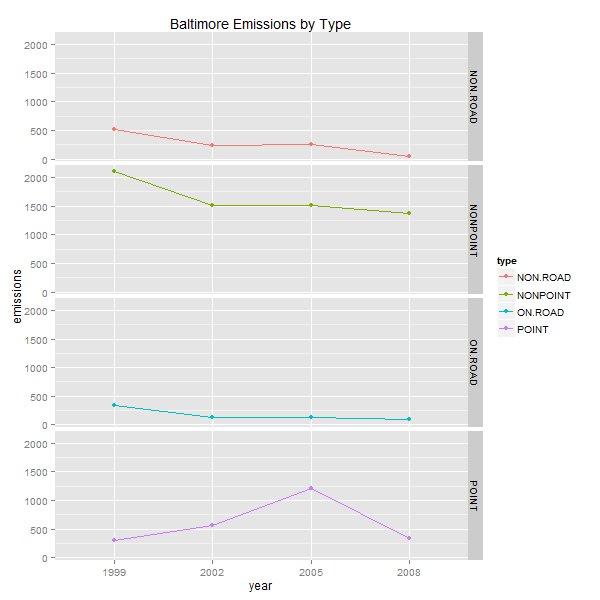 Baltimore Emissions by Type
emissions
2000
1500
1000
500
0
NON.ROAD
2000
1500
1000
500
0
NONPOINT
2000
1500
1000
500
0
ON.ROAD
2000
1500
1000
500
0
POINT
1999 2002 2005 2008
year
type
NON.ROAD
NONPOINT
ON.ROAD
POINT